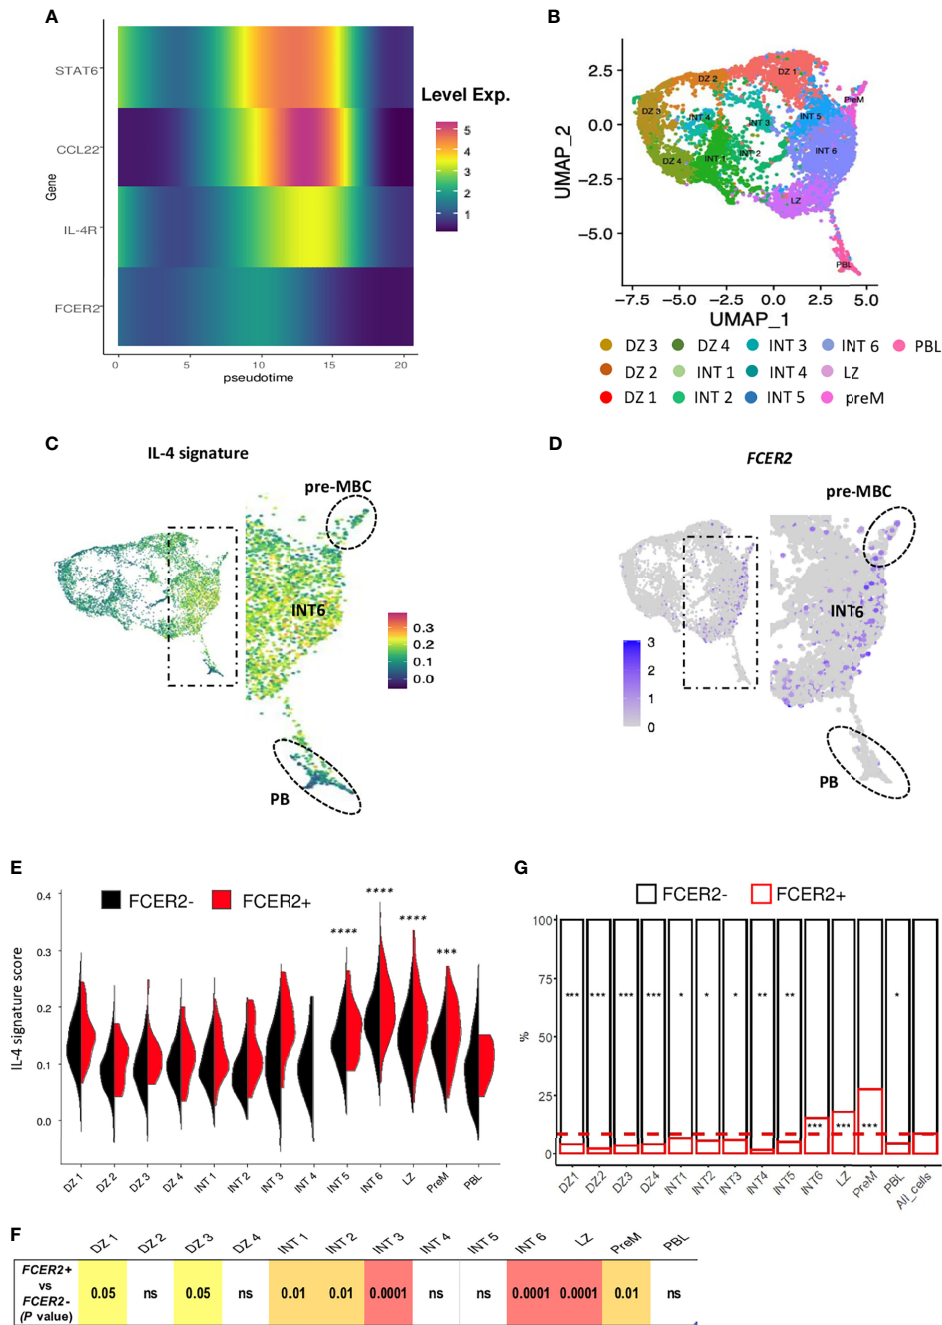 A
STAT6
CCL22
IL-4R
FCER2
Gene
0 5 10 15 20
pseudotime
Level Exp.
5
4
3
2
1
B
UMAP_2
2.5
0.0
−2.5
−5.0
−7.5 −5.0 −2.5 0.0 2.5 5.0
UMAP_1
DZ 1
DZ 2
DZ 3
DZ 4
INT 1
INT 2
INT 3
INT 4
INT 5
INT 6
LZ
PreM
PBL
DZ 3 DZ 4 INT 3 INT 6 PBL
DZ 2 INT 1 INT 4 LZ
DZ 1 INT 2 INT 5 preM
C
IL-4 signature
pre-MBC
INT6
PB
0.3
0.2
0.1
0.0
D
FCER2
pre-MBC
INT6
PB
3
2
1
0
E
FCER2- FCER2+
IL-4 signature score
0.4
0.3
0.2
0.1
0.0
**** **** **** ***
DZ 1 DZ 2 DZ 3 DZ 4 INT 1 INT 2 INT 3 INT 4 INT 5 INT 6 LZ PreM PBL
G
FCER2- FCER2+
%
100
75
50
25
0
*** *** *** *** * * * ** ** *
*** *** ***
DZ1 DZ2 DZ3 DZ4 INT1 INT2 INT3 INT4 INT5 INT6 LZ PreM PBL All_cells
F
DZ 1 DZ 2 DZ 3 DZ 4 INT 1 INT 2 INT 3 INT 4 INT 5 INT 6 LZ PreM PBL
FCER2+
vs
FCER2-
(P value)
0.05 ns 0.05 ns 0.01 0.01 0.0001 ns ns 0.0001 0.0001 0.01 ns